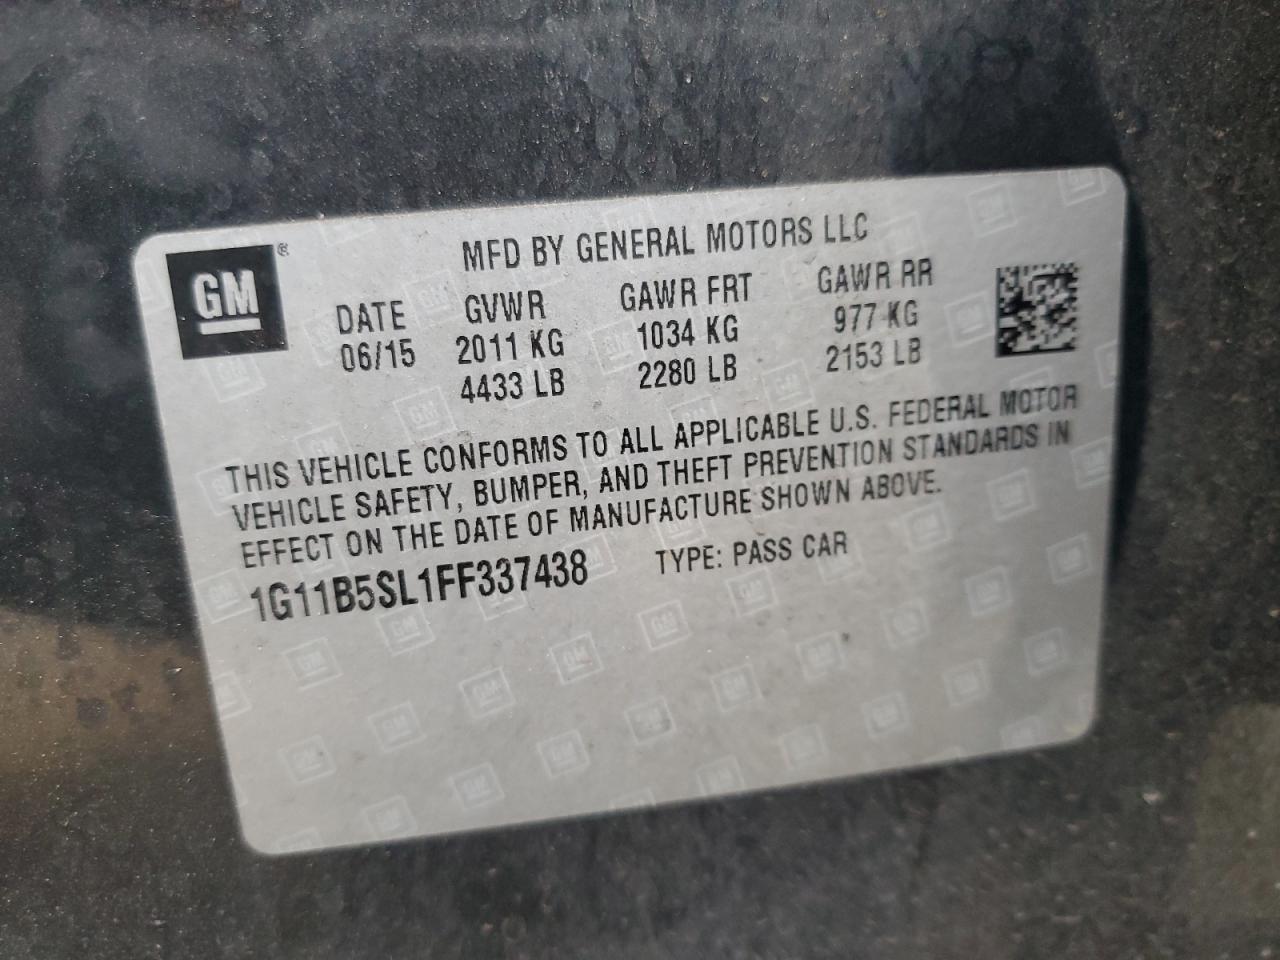 GM ®
MFD BY GENERAL MOTORS LLC
DATE GVWR GAWR FRT GAWR RR
06/15 2011 KG 1034 KG 977 KG
4433 LB 2280 LB 2153 LB
THIS VEHICLE CONFORMS TO ALL APPLICABLE U.S. FEDERAL MOTOR
VEHICLE SAFETY, BUMPER, AND THEFT PREVENTION STANDARDS IN
EFFECT ON THE DATE OF MANUFACTURE SHOWN ABOVE.
1G11B5SL1FF337438 TYPE: PASS CAR